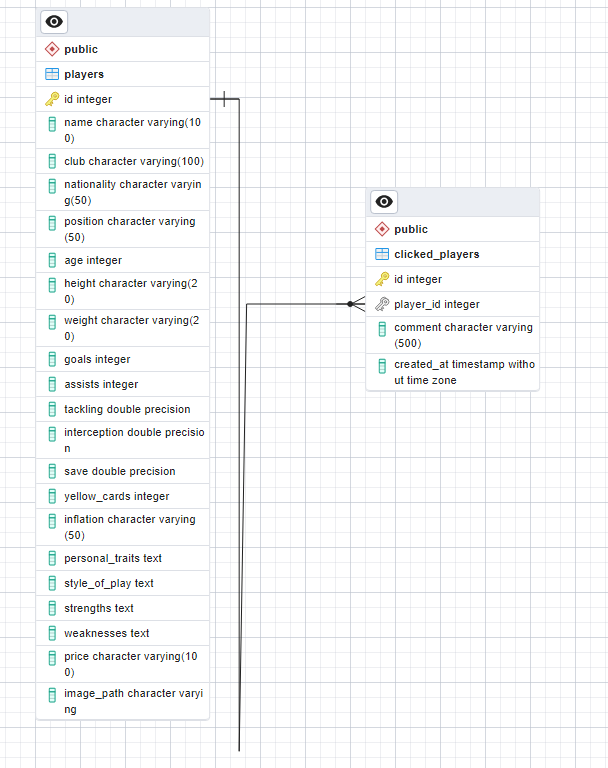 public
players
id integer
name character varying(10
0)
club character varying(100)
nationality character varyin
g(50)
position character varying
(50)
age integer
height character varying(2
0)
weight character varying(2
0)
goals integer
assists integer
tackling double precision
interception double precisio
n
save double precision
yellow_cards integer
inflation character varying
(50)
personal_traits text
style_of_play text
strengths text
weaknesses text
price character varying(10
0)
image_path character varyi
ng
public
clicked_players
id integer
player_id integer
comment character varying
(500)
created_at timestamp witho
ut time zone